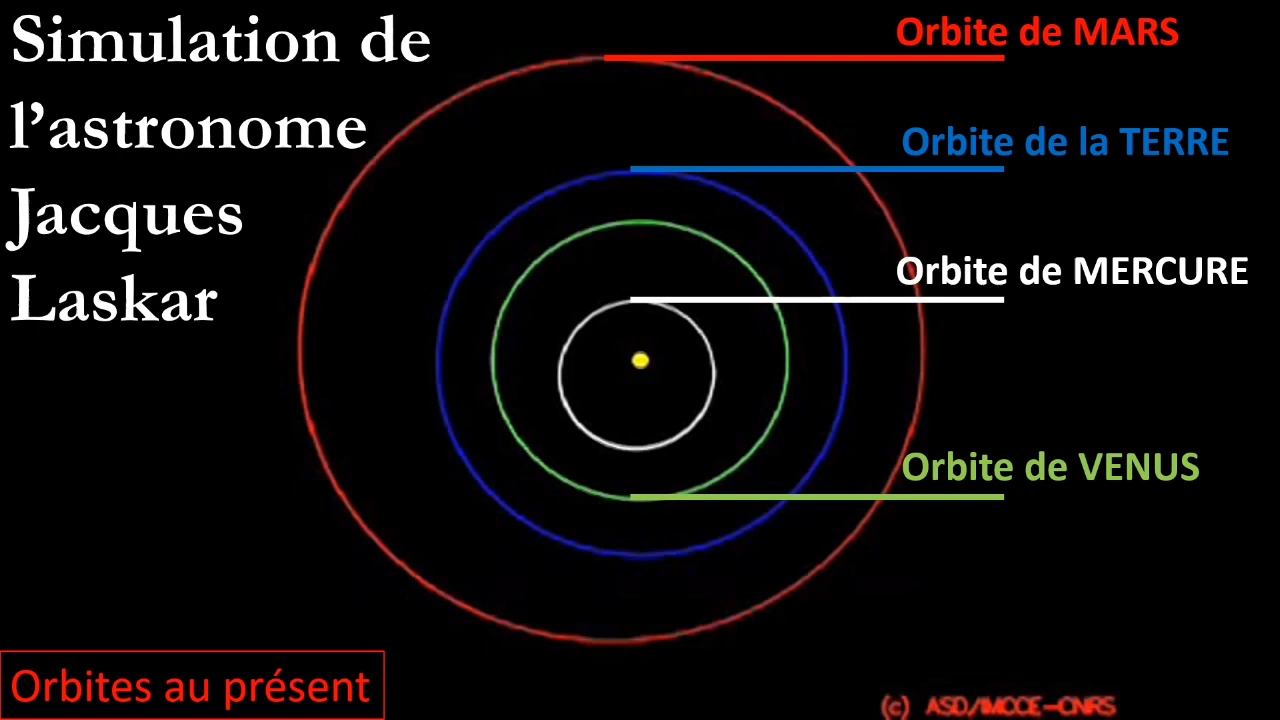 Simulation de
l’astronome
Jacques
Laskar
Orbite de MARS
Orbite de la TERRE
Orbite de MERCURE
Orbite de VENUS
Orbites au présent
(c) ASD/IMCCE-CNRS